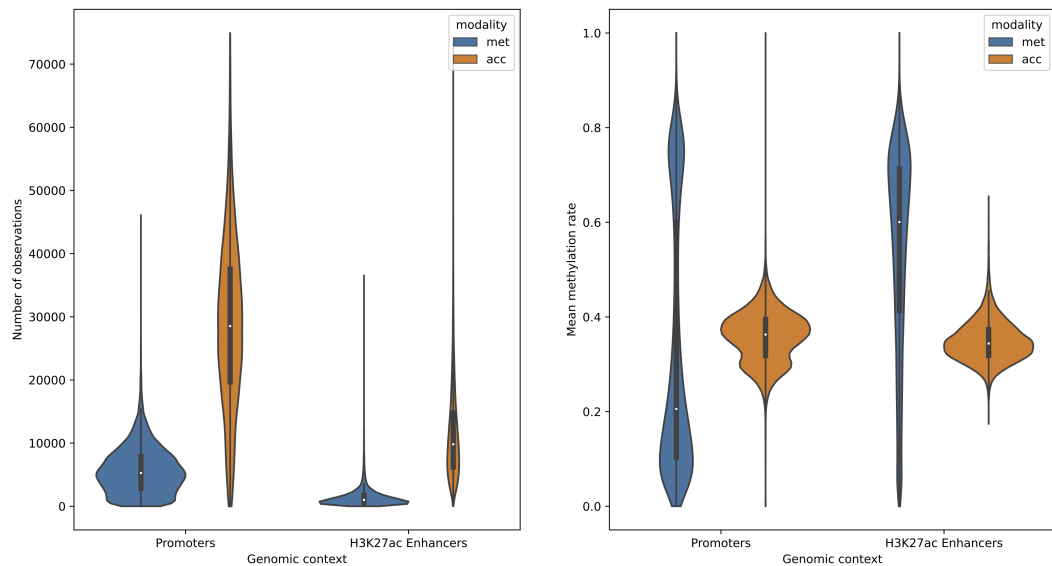 modality
met
acc
70000
60000
50000
40000
30000
20000
10000
0
Number of observations
Promoters
H3K27ac Enhancers
Genomic context
modality
met
acc
1.0
0.8
0.6
0.4
0.2
0.0
Mean methylation rate
Promoters
H3K27ac Enhancers
Genomic context